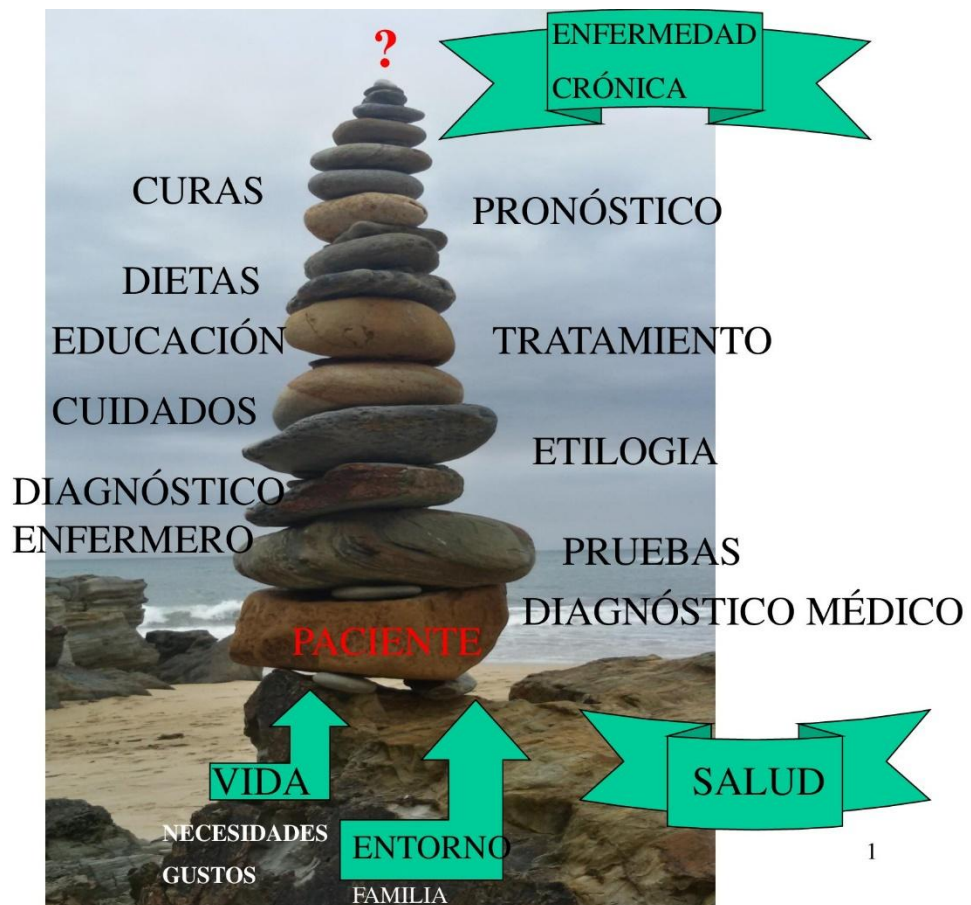 ?
ENFERMEDAD
CRÓNICA
CURAS
PRONÓSTICO
DIETAS
EDUCACIÓN
TRATAMIENTO
CUIDADOS
ETILOGIA
DIAGNÓSTICO
ENFERMERO
PRUEBAS
DIAGNÓSTICO MÉDICO
PACIENTE
VIDA
SALUD
NECESIDADES
GUSTOS
ENTORNO
FAMILIA
1